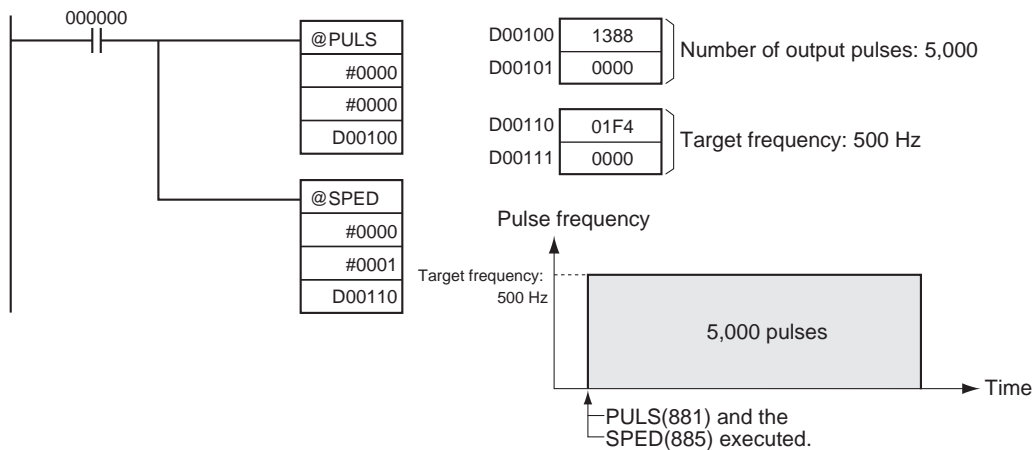 000000
@PULS
#0000
#0000
D00100
@SPED
#0000
#0001
D00110
D00100 1388
D00101 0000
Number of output pulses: 5,000
D00110 01F4
D00111 0000
Target frequency: 500 Hz
Pulse frequency
Target frequency:
500 Hz
5,000 pulses
Time
PULS(881) and the
SPED(885) executed.